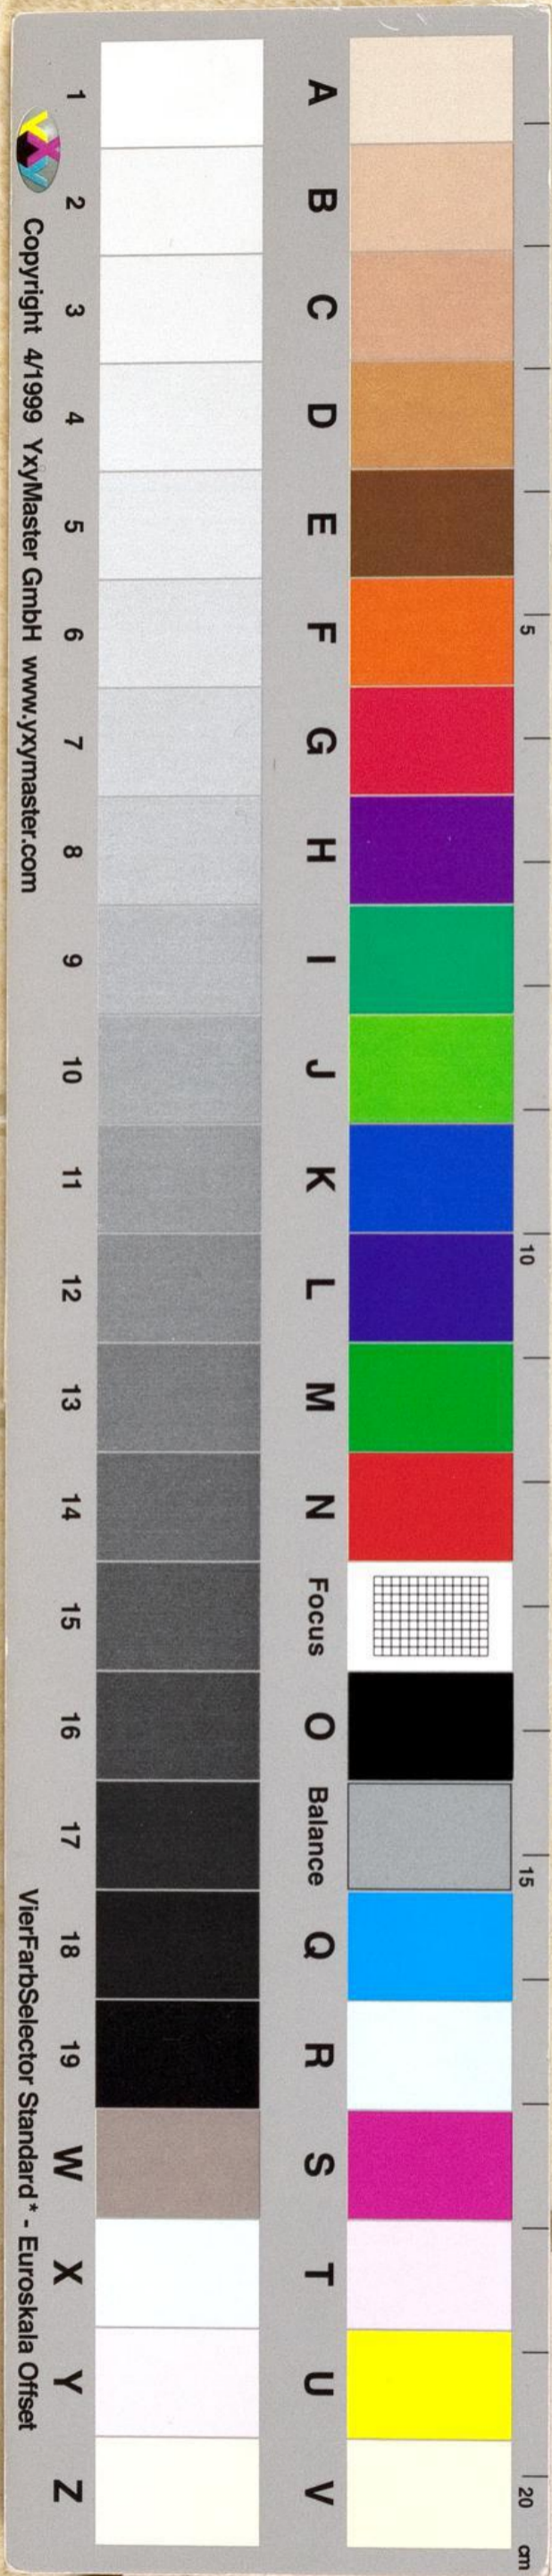 5 10 15 20 cm
A B C D E F G H I J K L M N Focus O Balance Q R S T U V
1 2 3 4 5 6 7 8 9 10 11 12 13 14 15 16 17 18 19 W X Y Z
yxy Copyright 4/1999 YxyMaster GmbH www.yxymaster.com VierFarbSelector Standard* - Euroskala Offset